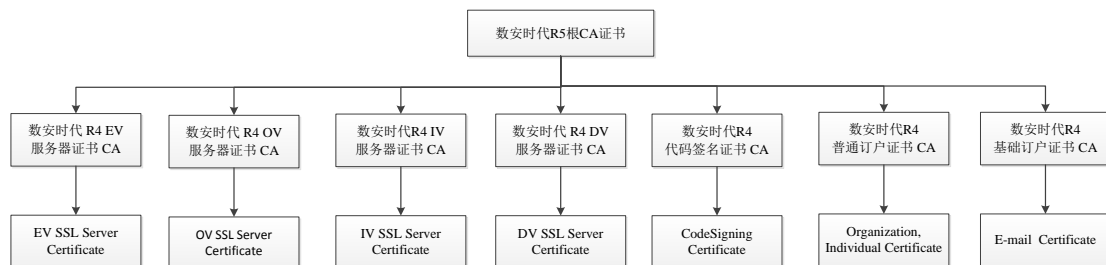 数安时代R5根CA证书
数安时代 R4 EV
服务器证书 CA
数安时代 R4 OV
服务器证书 CA
数安时代R4 IV
服务器证书 CA
数安时代 R4 DV
服务器证书 CA
数安时代R4
代码签名证书 CA
数安时代R4
普通订户证书 CA
数安时代R4
基础订户证书 CA
EV SSL Server
Certificate
OV SSL Server
Certificate
IV SSL Server
Certificate
DV SSL Server
Certificate
CodeSigning
Certificate
Organization,
Individual Certificate
E-mail Certificate